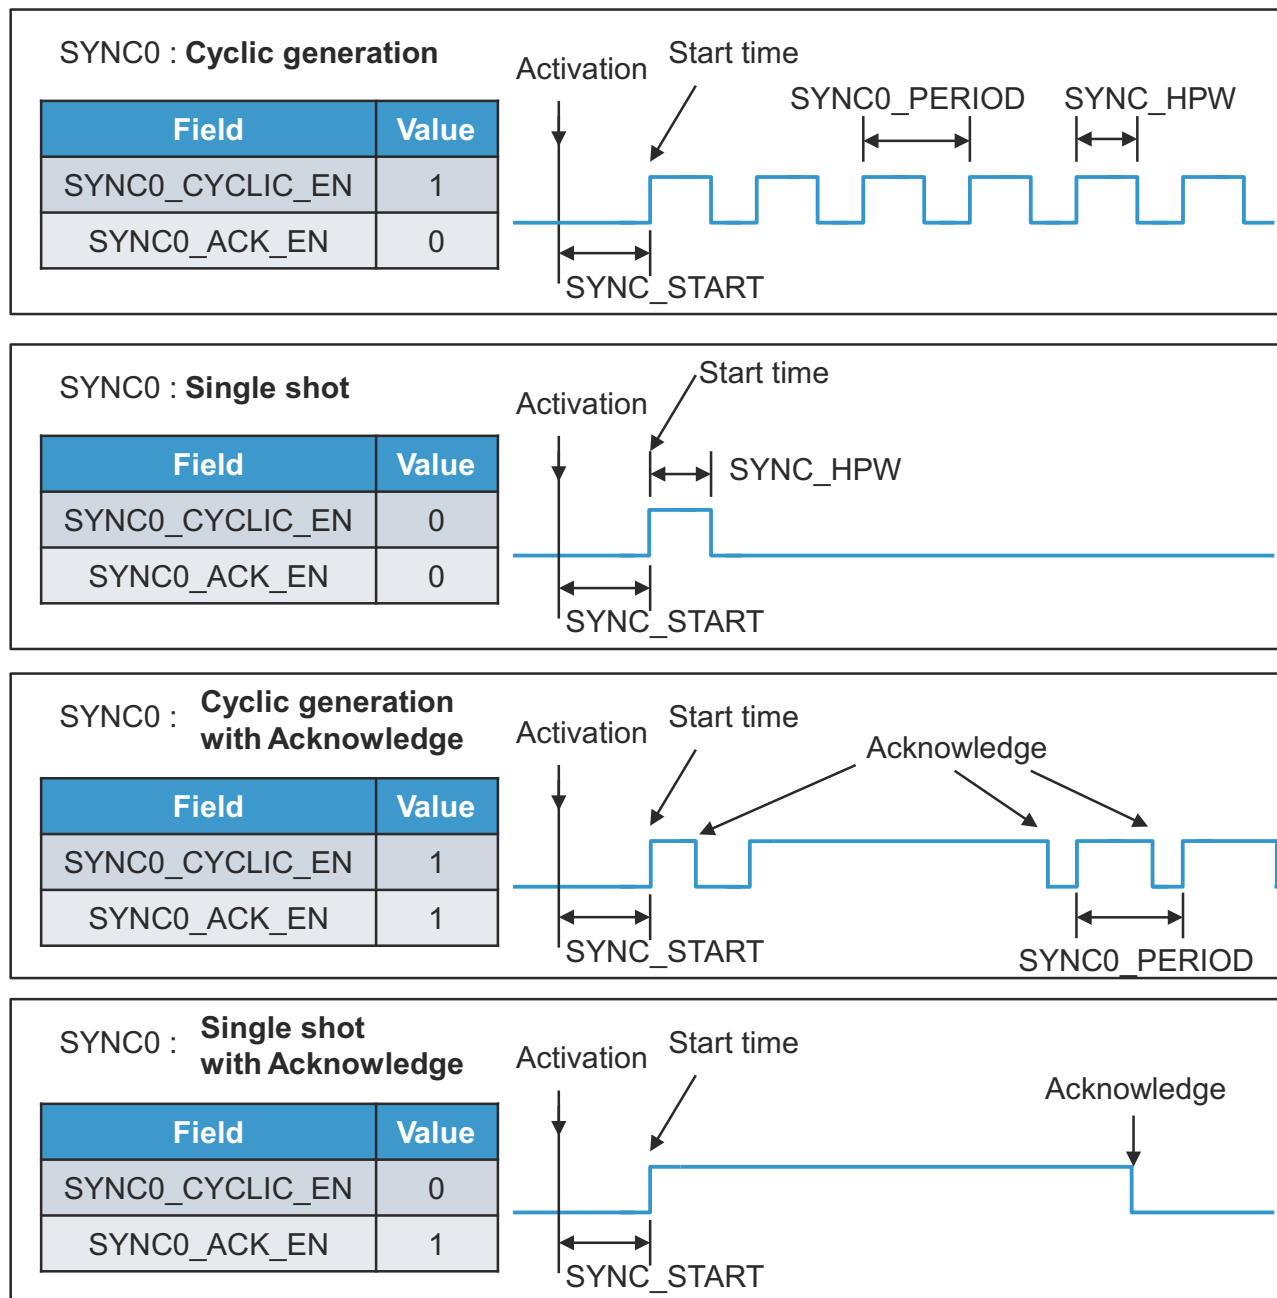 SYNC0 : Cyclic generation
Activation
Start time
SYNC0_PERIOD
SYNC_HPW
Field Value
SYNC0_CYCLIC_EN 1
SYNC0_ACK_EN 0
SYNC_START
SYNC0 : Single shot
Activation
Start time
SYNC_HPW
Field Value
SYNC0_CYCLIC_EN 0
SYNC0_ACK_EN 0
SYNC_START
SYNC0 : Cyclic generation
with Acknowledge
Activation
Start time
Acknowledge
Field Value
SYNC0_CYCLIC_EN 1
SYNC0_ACK_EN 1
SYNC_START
SYNC0_PERIOD
SYNC0 : Single shot
with Acknowledge
Activation
Start time
Acknowledge
Field Value
SYNC0_CYCLIC_EN 0
SYNC0_ACK_EN 1
SYNC_START